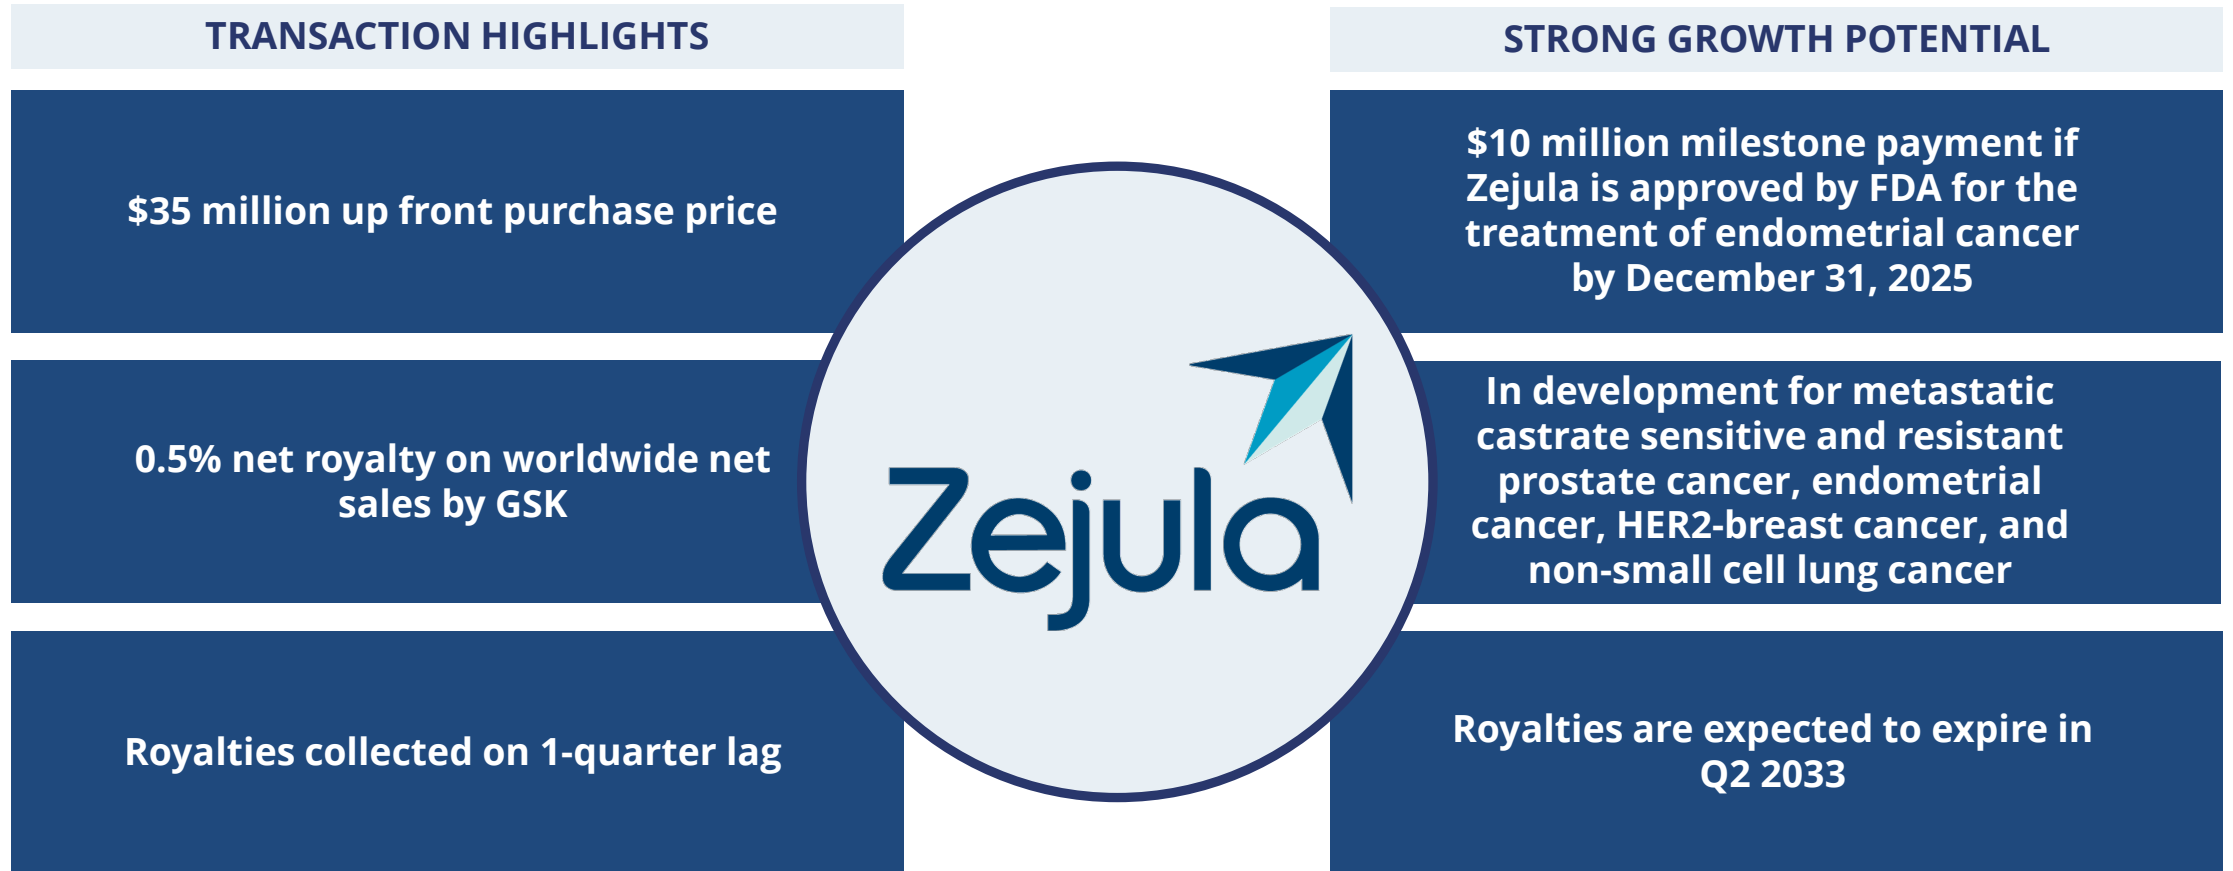 TRANSACTION HIGHLIGHTS
$35 million up front purchase price
0.5% net royalty on worldwide net
sales by GSK
Royalties collected on 1-quarter lag
Zejula
STRONG GROWTH POTENTIAL
$10 million milestone payment if
Zejula is approved by FDA for the
treatment of endometrial cancer
by December 31, 2025
In development for metastatic
castrate sensitive and resistant
prostate cancer, endometrial
cancer, HER2-breast cancer, and
non-small cell lung cancer
Royalties are expected to expire in
Q2 2033